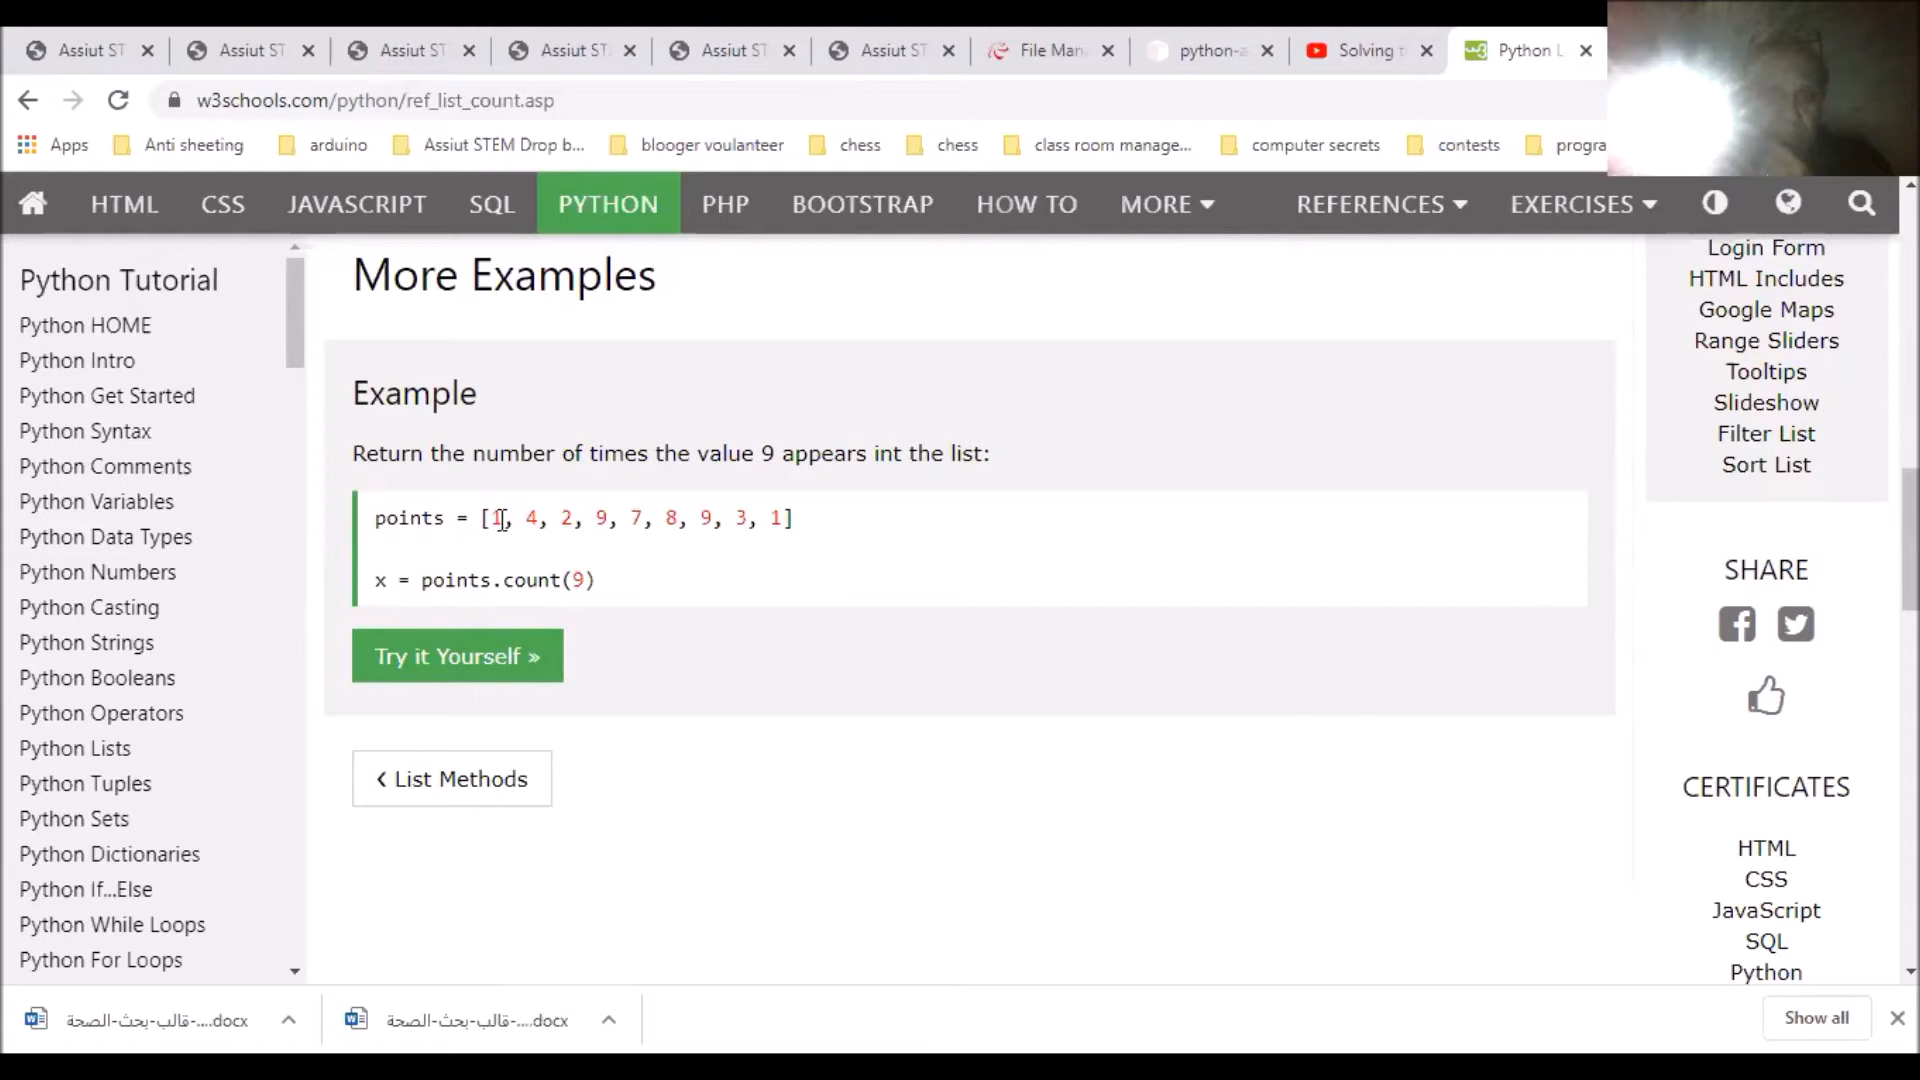 Assiut ST
Assiut ST
Assiut ST
Assiut ST
Assiut ST
Assiut ST
File Man
python-a
Solving t
Python L
w3schools.com/python/ref_list_count.asp
Apps
Anti sheeting
arduino
Assiut STEM Drop b...
blooger voulanteer
chess
chess
class room manage...
computer secrets
contests
progra
HTML
CSS
JAVASCRIPT
SQL
PYTHON
PHP
BOOTSTRAP
HOW TO
MORE
REFERENCES
EXERCISES
Python Tutorial
Python HOME
Python Intro
Python Get Started
Python Syntax
Python Comments
Python Variables
Python Data Types
Python Numbers
Python Casting
Python Strings
Python Booleans
Python Operators
Python Lists
Python Tuples
Python Sets
Python Dictionaries
Python If...Else
Python While Loops
Python For Loops
More Examples
Example
Return the number of times the value 9 appears int the list:
points = [1, 4, 2, 9, 7, 8, 9, 3, 1]
x = points.count(9)
Try it Yourself »
❮ List Methods
Login Form
HTML Includes
Google Maps
Range Sliders
Tooltips
Slideshow
Filter List
Sort List
SHARE
CERTIFICATES
HTML
CSS
JavaScript
SQL
Python
قالب-بحث-الصحة-....docx
قالب-بحث-الصحة-....docx
Show all